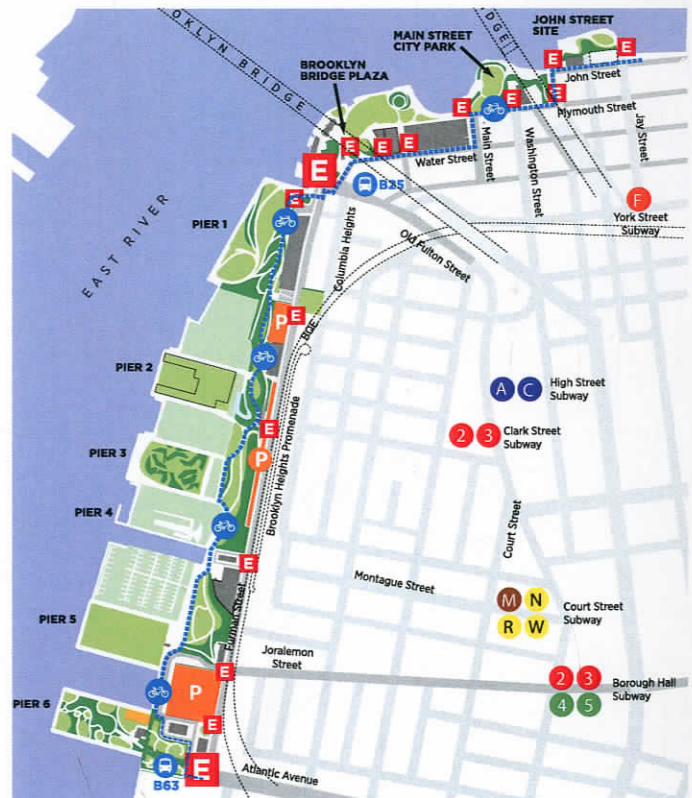 JOHN STREET
SITE
MAIN STREET
CITY PARK
BROOKLYN
BRIDGE PLAZA
OKLYN BRIDGE
BRIDGE
E
E
John Street
E
E
E
Plymouth Street
E
E
E
E
Water Street
Main Street
Washington Street
Jay Street
B25
E
F
York Street
Subway
PIER 1
EAST RIVER
Columbia Heights
Old Fulton Street
P
E
BQE
PIER 2
A
C
High Street
Subway
2
3
Clark Street
Subway
E
P
Brooklyn Heights Promenade
PIER 3
PIER 4
Court Street
E
Montague Street
M
N
R
W
Court Street
Subway
Furman Street
PIER 5
Joralemon
Street
E
P
2
3
4
5
Borough Hall
Subway
PIER 6
E
B63
E
Atlantic Avenue